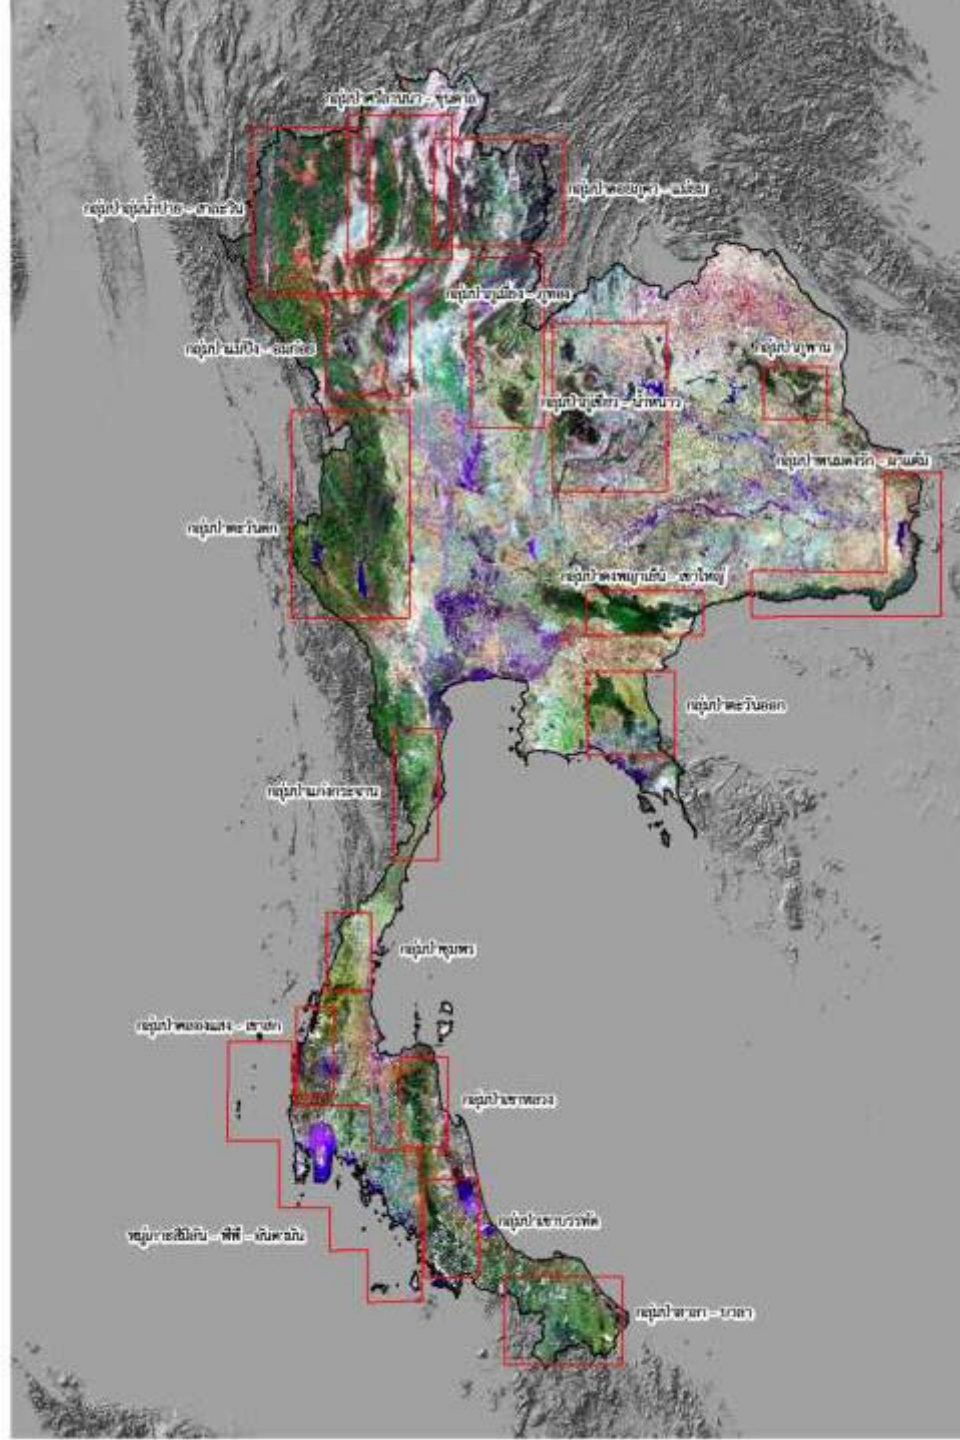 กลุ่มป่าศรีลานนา - ขุนตาล
กลุ่มป่าดอยภูคา - แม่ยม
กลุ่มป่าลุ่มน้ำปาย - สาละวิน
กลุ่มป่าภูเมี่ยง - ภูทอง
กลุ่มป่าแม่ปิง - อมก๋อย
กลุ่มป่าภูพาน
กลุ่มป่าภูเขียว - น้ำหนาว
กลุ่มป่าพนมดงรัก - ผาแต้ม
กลุ่มป่าตะวันตก
กลุ่มป่าดงพญาเย็น - เขาใหญ่
กลุ่มป่าตะวันออก
กลุ่มป่าแก่งกระจาน
กลุ่มป่าชุมพร
กลุ่มป่าคลองแสง - เขาสก
กลุ่มป่าเขาหลวง
กลุ่มป่าเขาบรรทัด
หมู่เกาะสิมิลัน - พีพี - อันดามัน
กลุ่มป่าฮาลา - บาลา